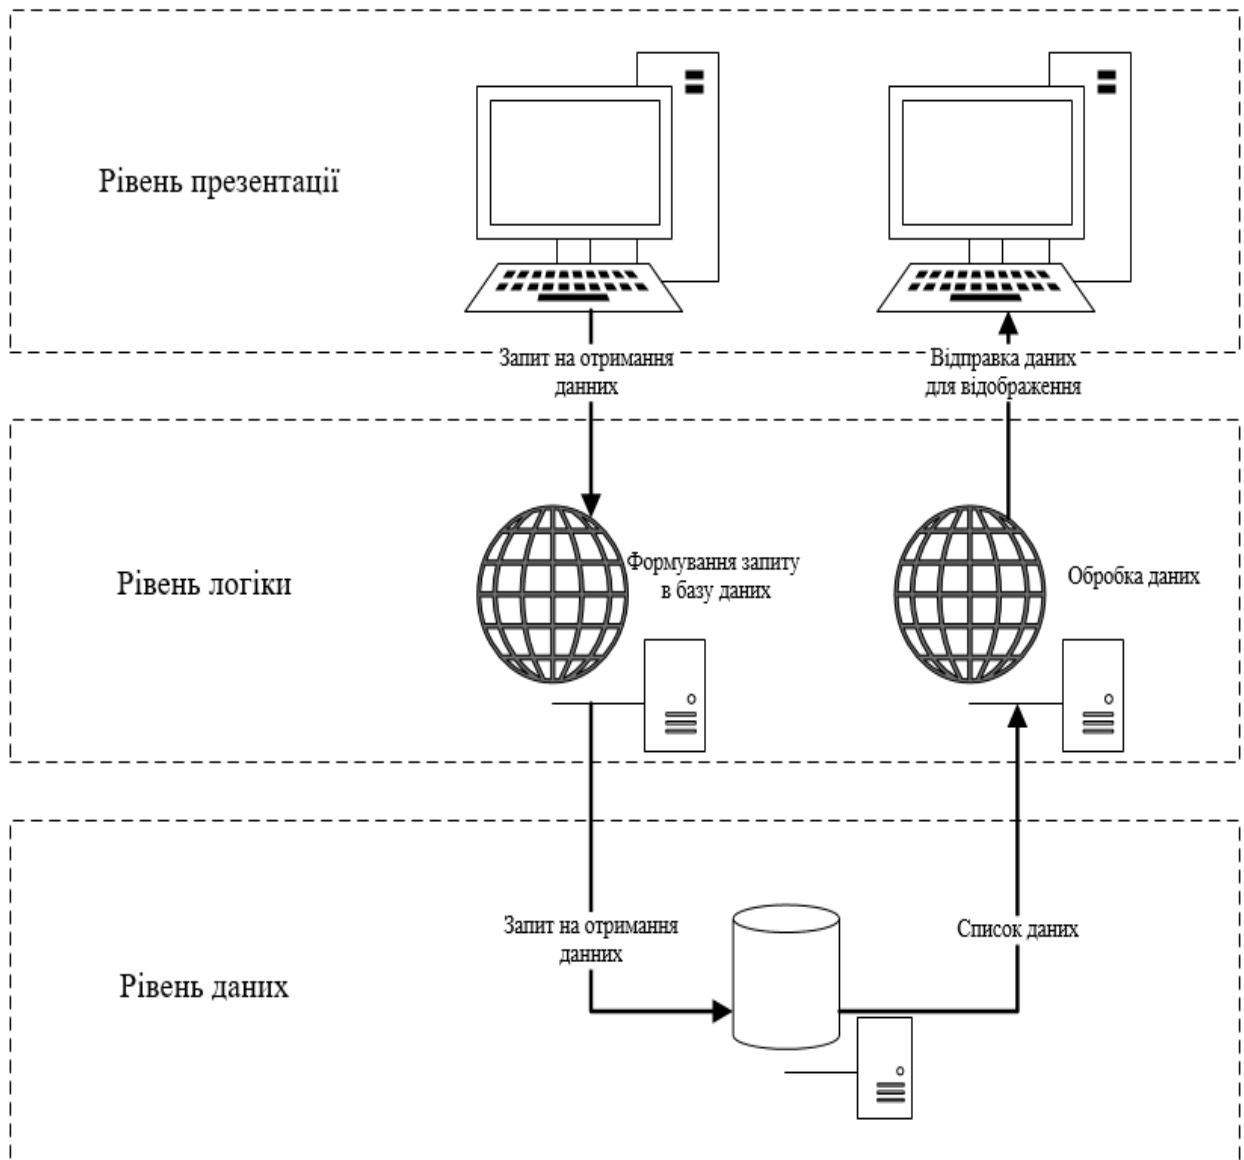 Рівень презентації
Запит на отримання
данних
Відправка даних
для відображення
Рівень логіки
Формування запиту
в базу даних
Обробка даних
Запит на отримання
данних
Список даних
Рівень даних